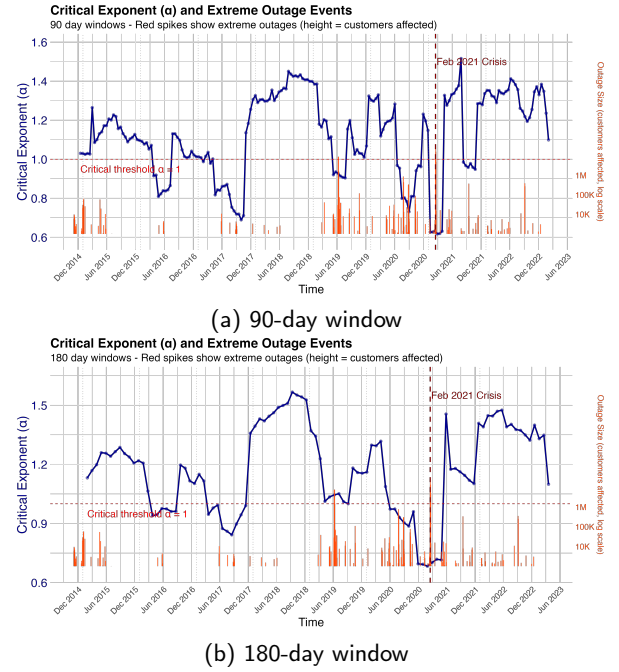 Critical Exponent (α) and Extreme Outage Events
90 day windows - Red spikes show extreme outages (height = customers affected)
Critical Exponent (α)
1.6
1.4
1.2
1.0
0.8
0.6
Feb 2021 Crisis
Critical threshold α = 1
1M
100K
10K
Outage Size (customers affected, log scale)
Dec 2014
Jun 2015
Dec 2015
Jun 2016
Dec 2016
Jun 2017
Dec 2017
Jun 2018
Dec 2018
Jun 2019
Dec 2019
Jun 2020
Dec 2020
Jun 2021
Dec 2021
Jun 2022
Dec 2022
Jun 2023
Time
(a) 90-day window
Critical Exponent (α) and Extreme Outage Events
180 day windows - Red spikes show extreme outages (height = customers affected)
Critical Exponent (α)
1.5
1.2
0.9
0.6
Feb 2021 Crisis
Critical threshold α = 1
1M
100K
10K
Outage Size (customers affected, log scale)
Dec 2014
Jun 2015
Dec 2015
Jun 2016
Dec 2016
Jun 2017
Dec 2017
Jun 2018
Dec 2018
Jun 2019
Dec 2019
Jun 2020
Dec 2020
Jun 2021
Dec 2021
Jun 2022
Dec 2022
Jun 2023
Time
(b) 180-day window